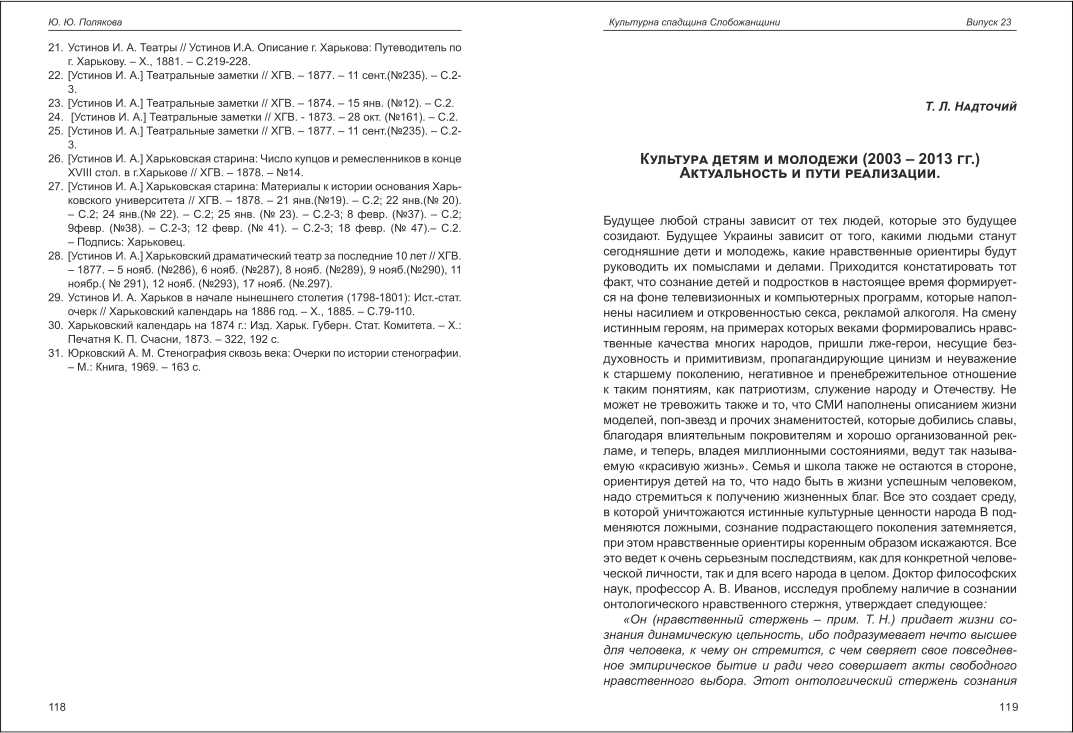 Ю. Ю. Полякова
21. Устинов И. А. Театры // Устинов И.А. Описание г. Харькова: Путеводитель по
г. Харькову. – Х., 1881. – С.219-228.
22. [Устинов И. А.] Театральные заметки // ХГВ. – 1877. – 11 сент.(№235). – С.2-
3.
23. [Устинов И. А.] Театральные заметки // ХГВ. – 1874. – 15 янв. (№12). – С.2.
24. [Устинов И. А.] Театральные заметки // ХГВ. - 1873. – 28 окт. (№161). – С.2.
25. [Устинов И. А.] Театральные заметки // ХГВ. – 1877. – 11 сент.(№235). – С.2-
3.
26. [Устинов И. А.] Харьковская старина: Число купцов и ремесленников в конце
XVIII стол. в г.Харькове // ХГВ. – 1878. – №14.
27. [Устинов И. А.] Харьковская старина: Материалы к истории основания Харь-
ковского университета // ХГВ. – 1878. – 21 янв.(№19). – С.2; 22 янв.(№ 20).
– С.2; 24 янв.(№ 22). – С.2; 25 янв. (№ 23). – С.2-3; 8 февр. (№37). – С.2;
9февр. (№38). – С.2-3; 12 февр. (№ 41). – С.2-3; 18 февр. (№ 47).– С.2.
– Подпись: Харьковец.
28. [Устинов И. А.] Харьковский драматический театр за последние 10 лет // ХГВ.
– 1877. – 5 нояб. (№286), 6 нояб. (№287), 8 нояб. (№289), 9 нояб.(№290), 11
ноябр.( № 291), 12 нояб. (№293), 17 нояб. (№.297).
29. Устинов И. А. Харьков в начале нынешнего столетия (1798-1801): Ист.-стат.
очерк // Харьковский календарь на 1886 год. – Х., 1885. – С.79-110.
30. Харьковский календарь на 1874 г.: Изд. Харьк. Губерн. Стат. Комитета. – Х.:
Печатня К. П. Счасни, 1873. – 322, 192 с.
31. Юрковский А. М. Стенография сквозь века: Очерки по истории стенографии.
– М.: Книга, 1969. – 163 с.
118
Культурна спадщина Слобожанщини Випуск 23
Т. Л. Надточий
Культура детям и молодежи (2003 – 2013 гг.)
Актуальность и пути реализации.
Будущее любой страны зависит от тех людей, которые это будущее
созидают. Будущее Украины зависит от того, какими людьми станут
сегодняшние дети и молодежь, какие нравственные ориентиры будут
руководить их помыслами и делами. Приходится констатировать тот
факт, что сознание детей и подростков в настоящее время формирует-
ся на фоне телевизионных и компьютерных программ, которые напол-
нены насилием и откровенностью секса, рекламой алкоголя. На смену
истинным героям, на примерах которых веками формировались нравс-
твенные качества многих народов, пришли лже-герои, несущие без-
духовность и примитивизм, пропагандирующие цинизм и неуважение
к старшему поколению, негативное и пренебрежительное отношение
к таким понятиям, как патриотизм, служение народу и Отечеству. Не
может не тревожить также и то, что СМИ наполнены описанием жизни
моделей, поп-звезд и прочих знаменитостей, которые добились славы,
благодаря влиятельным покровителям и хорошо организованной рек-
ламе, и теперь, владея миллионными состояниями, ведут так называ-
емую «красивую жизнь». Семья и школа также не остаются в стороне,
ориентируя детей на то, что надо быть в жизни успешным человеком,
надо стремиться к получению жизненных благ. Все это создает среду,
в которой уничтожаются истинные культурные ценности народа В под-
меняются ложными, сознание подрастающего поколения затемняется,
при этом нравственные ориентиры коренным образом искажаются. Все
это ведет к очень серьезным последствиям, как для конкретной челове-
ческой личности, так и для всего народа в целом. Доктор философских
наук, профессор А. В. Иванов, исследуя проблему наличие в сознании
онтологического нравственного стержня, утверждает следующее:
«Он (нравственный стержень – прим. Т. Н.) придает жизни со-
знания динамическую цельность, ибо подразумевает нечто высшее
для человека, к чему он стремится, с чем сверяет свое повседнев-
ное эмпирическое бытие и ради чего совершает акты свободного
нравственного выбора. Этот онтологический стержень сознания
119